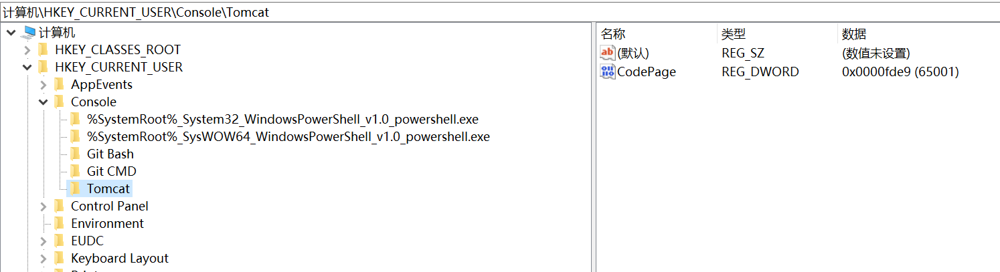 计算机\HKEY_CURRENT_USER\Console\Tomcat
计算机
HKEY_CLASSES_ROOT
HKEY_CURRENT_USER
AppEvents
Console
%SystemRoot%_System32_WindowsPowerShell_v1.0_powershell.exe
%SystemRoot%_SysWOW64_WindowsPowerShell_v1.0_powershell.exe
Git Bash
Git CMD
Tomcat
Control Panel
Environment
EUDC
Keyboard Layout
名称 类型 数据
(默认) REG_SZ (数值未设置)
CodePage REG_DWORD 0x0000fde9 (65001)